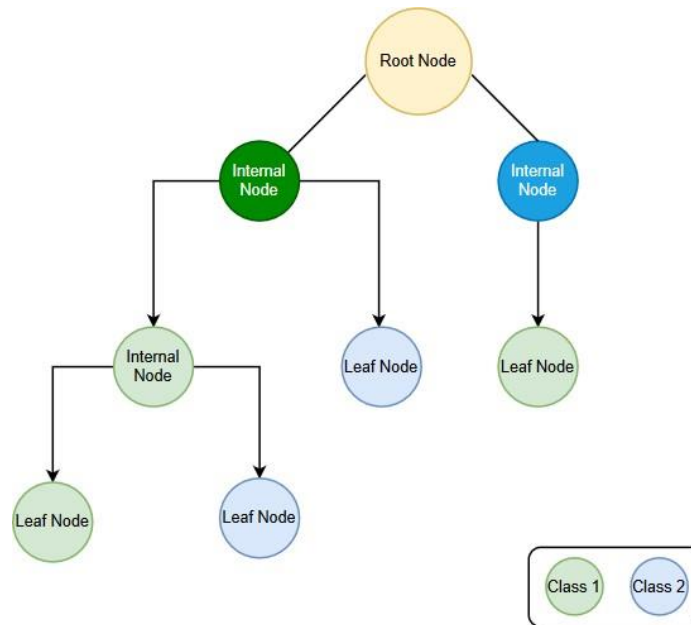 Root Node
Internal
Node
Internal
Node
Internal
Node
Leaf Node
Leaf Node
Leaf Node
Leaf Node
Class 1
Class 2